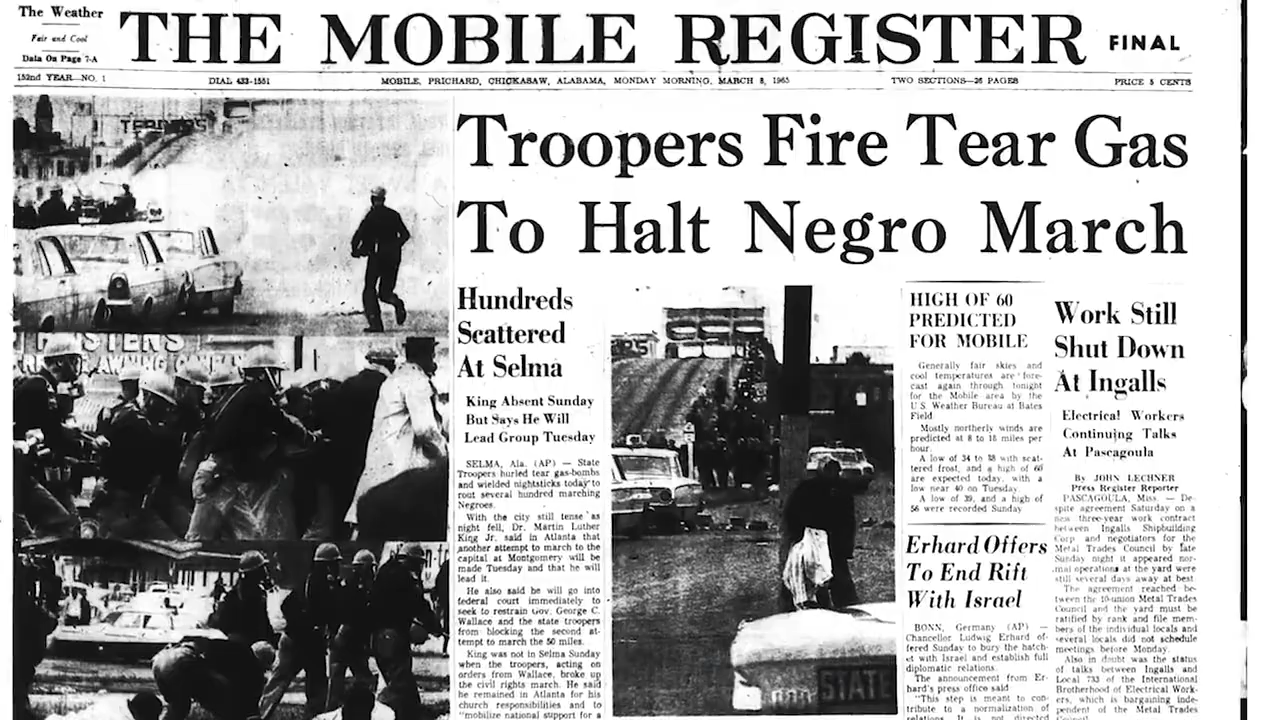 The Weather
Fair and Cool
Data On Page 7-A
THE MOBILE REGISTER
FINAL
152nd YEAR—NO. 1
DIAL 433-1551
MOBILE, PRICHARD, CHICKASAW, ALABAMA, MONDAY MORNING, MARCH 8, 1965
TWO SECTIONS—26 PAGES
PRICE 5 CENTS
Troopers Fire Tear Gas
To Halt Negro March
Hundreds
Scattered
At Selma
King Absent Sunday
But Says He Will
Lead Group Tuesday
SELMA, Ala. (AP) — State
Troopers hurled tear gas-bombs
and wielded nightsticks today to
rout several hundred marching
Negroes.
With the city still tense as
night fell, Dr. Martin Luther
King Jr. said in Atlanta that
another attempt to march to the
capital at Montgomery will be
made Tuesday and that he will
lead it.
He also said he will go into
federal court immediately to
seek to restrain Gov. George C.
Wallace and the state troopers
from blocking the second at-
tempt to march the 50 miles.
King was not in Selma Sunday
when the troopers, acting on
orders from Wallace, broke up
the civil rights march. He said
he remained in Atlanta for his
church responsibilities and to
"mobilize national support for a
STATE
HIGH OF 60
PREDICTED
FOR MOBILE
Generally fair skies and
cool temperatures are fore-
cast again through tonight
for the Mobile area by the
U.S. Weather Bureau at Bates
Field
Mostly northerly winds are
predicted at 8 to 18 miles per
hour.
A low of 34 to 38 with scat-
tered frost, and a high of 60
are expected today, with a
low near 40 on Tuesday.
A low of 39, and a high of
56 were recorded Sunday
Erhard Offers
To End Rift
With Israel
BONN, Germany (AP) —
Chancellor Ludwig Erhard of-
fered Sunday to bury the hatch-
et with Israel and establish full
diplomatic relations.
The announcement from Er-
hard's press office said
"This step is meant to con-
tribute to a normalization of
relations. It is not directed
Work Still
Shut Down
At Ingalls
Electrical Workers
Continuing Talks
At Pascagoula
By JOHN LECHNER
Press Register Reporter
PASCAGOULA, Miss. — De-
spite agreement Saturday on a
new three-year work contract
between Ingalls Shipbuilding
Corp and negotiators for the
Metal Trades Council by late
Sunday night it appeared nor-
mal operations at the yard were
still several days away at best.
The agreement reached be-
tween the 10-union Metal Trades
Council and the yard must be
ratified by rank and file mem-
bers of the individual locals and
several locals did not schedule
meetings before Monday.
Also in doubt was the status
of talks between Ingalls and
Local 733 of the International
Brotherhood of Electrical Work-
ers, which is bargaining inde-
pendent of the Metal Trades
Council.